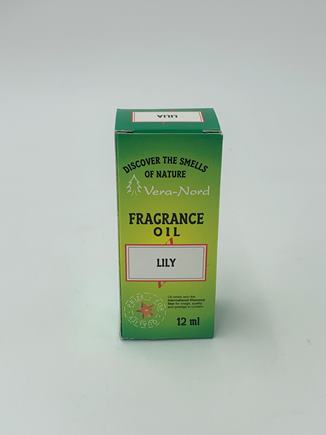 LILIA
DISCOVER THE SMELLS
OF NATURE
Vera-Nord
FRAGRANCE
OIL
LILY
12 ml